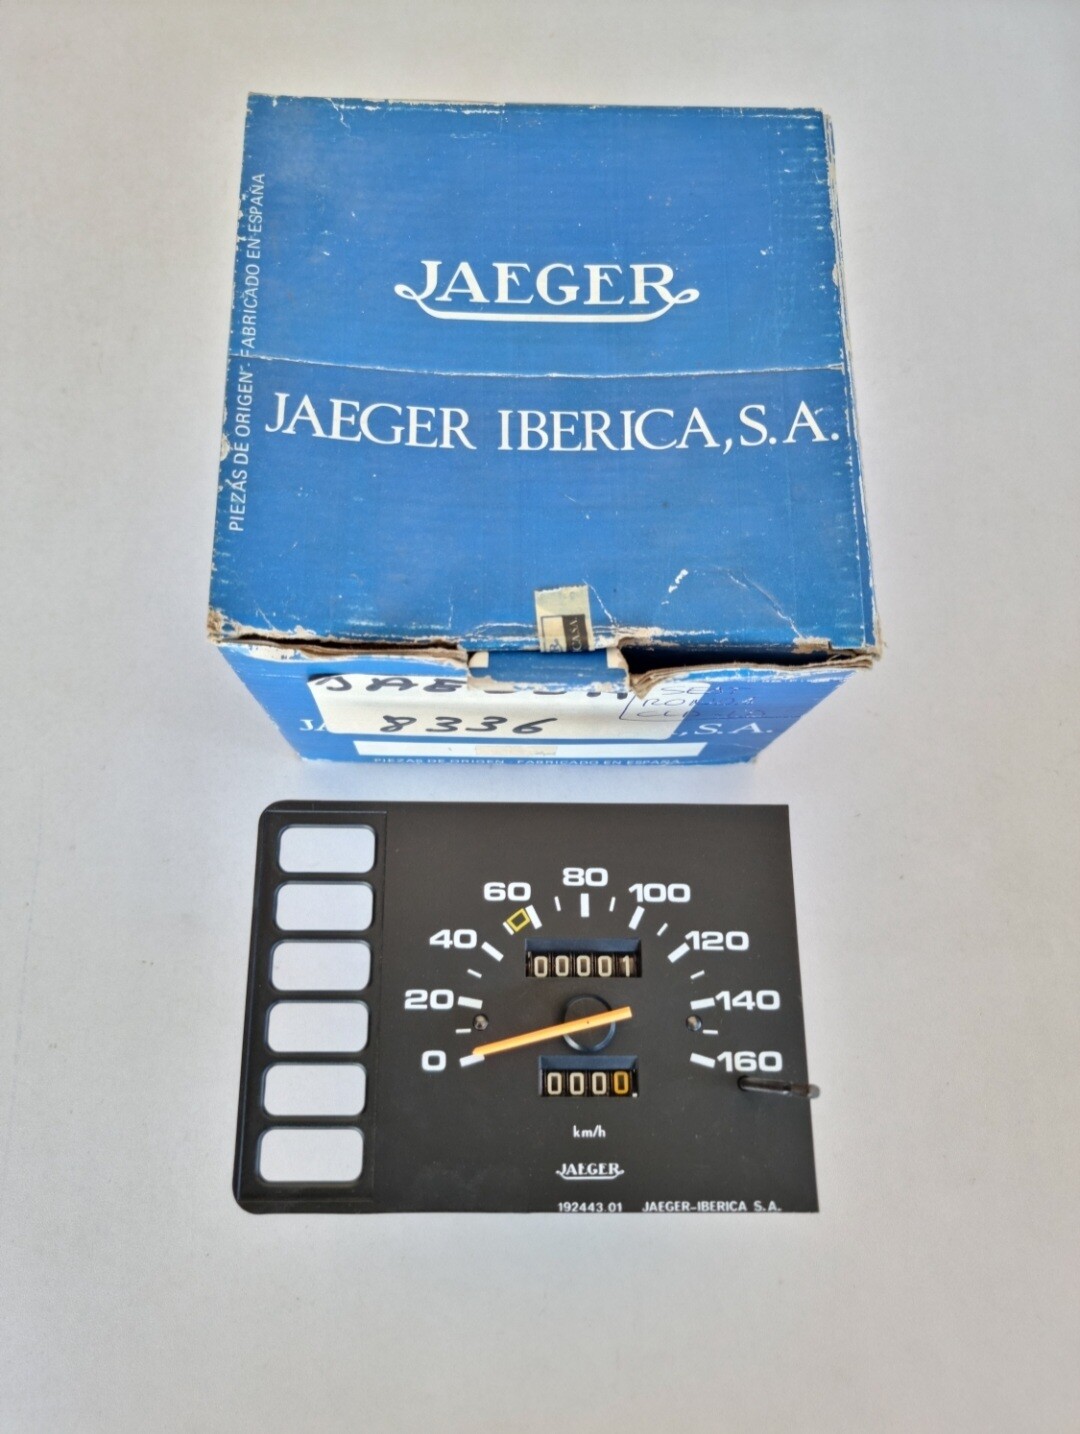 PIEZAS DE ORIGEN - FABRICADO EN ESPAÑA
JAEGER
JAEGER IBERICA, S.A.
8336
, S. A.
PIEZAS DE ORIGEN - FABRICADO EN ESPAÑA
0
20
40
60
80
100
120
140
160
00001
0000
km/h
JAEGER
192443.01 JAEGER-IBERICA S.A.